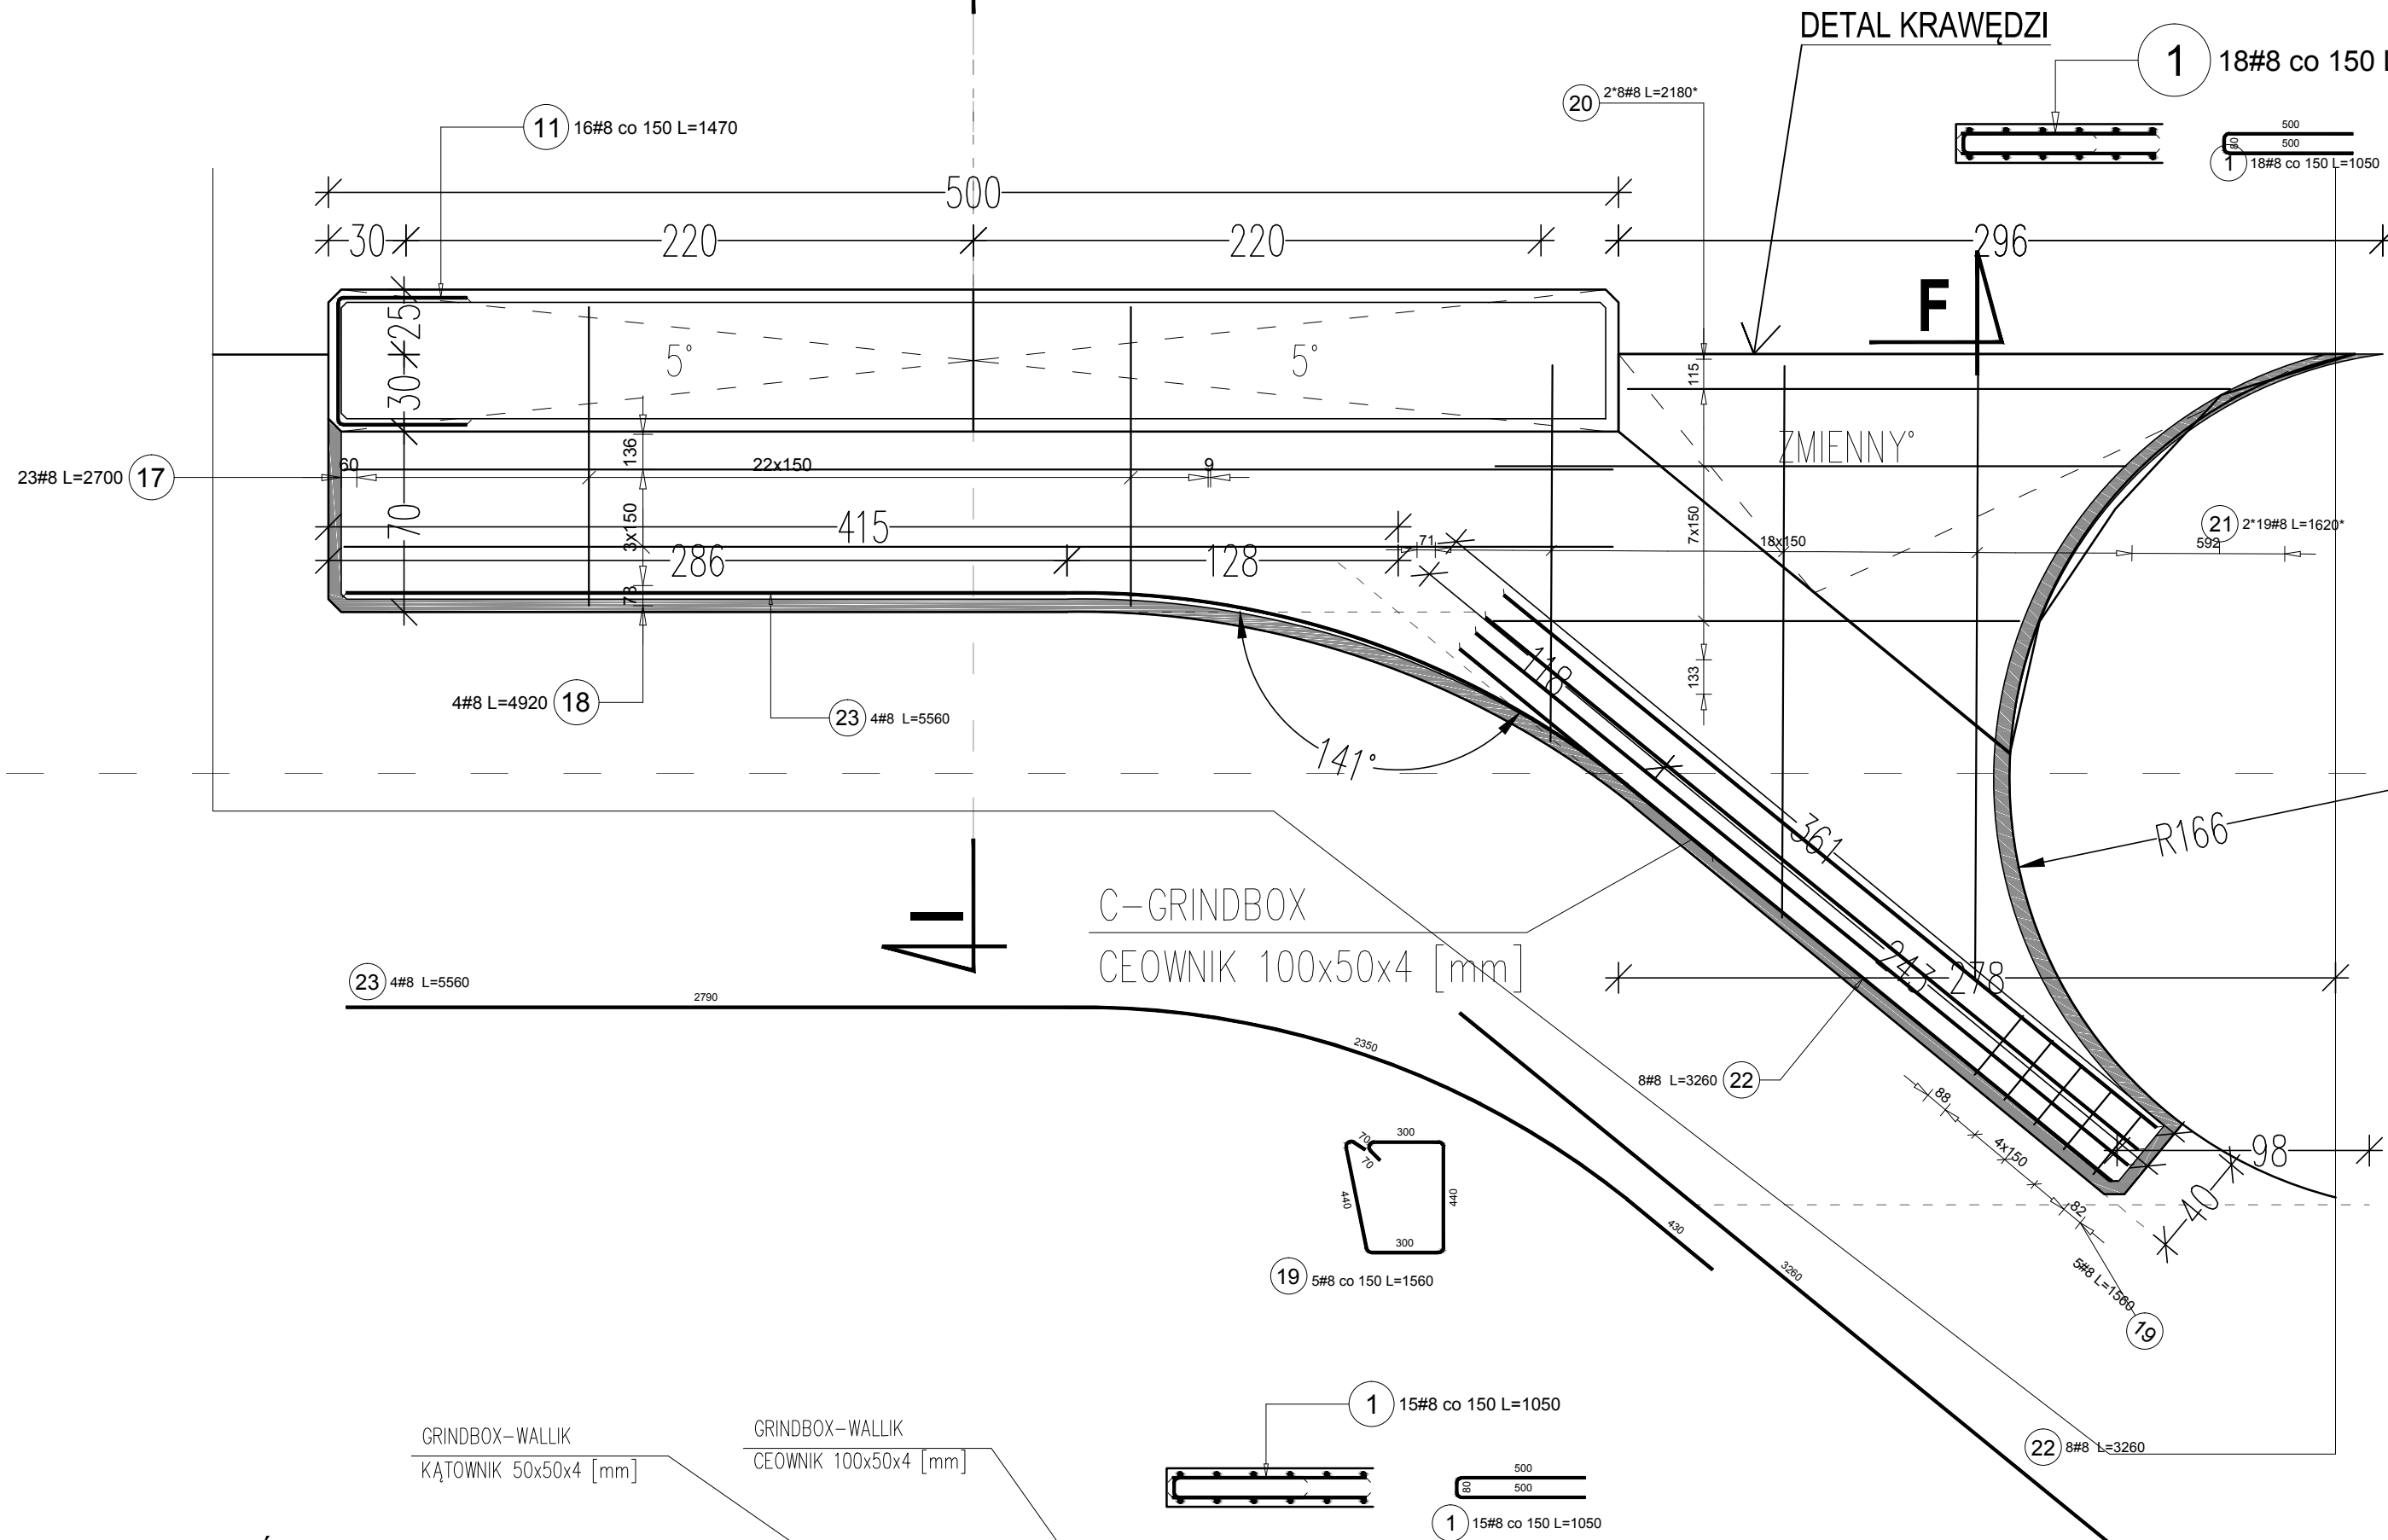 DETAL KRAWĘDZI
1 18#8 co 150
20 2*8#8 L=2180*
11 16#8 co 150 L=1470
500
500
80
1 18#8 co 150 L=1050
500
30 220 220 296
F
25
30
70
5° 5°
115
ZMIENNY°
136
60 22x150 9
23#8 L=2700 17
3x150
415
7x150
21 2*19#8 L=1620*
592
71 18x150
286 128
78
118
133
4#8 L=4920 18
23 4#8 L=5560
141°
361
R166
C-GRINDBOX
CEOWNIK 100x50x4 [mm]
243 278
23 4#8 L=5560
2790
2350
8#8 L=3260 22
88
4x150
82
98
40
5#8 L=1560
19
70 300
70
440 440
300
19 5#8 co 150 L=1560
430
3260
1 15#8 co 150 L=1050
GRINDBOX-WALLIK
KĄTOWNIK 50x50x4 [mm]
GRINDBOX-WALLIK
CEOWNIK 100x50x4 [mm]
22 8#8 L=3260
500
500
80
1 15#8 co 150 L=1050